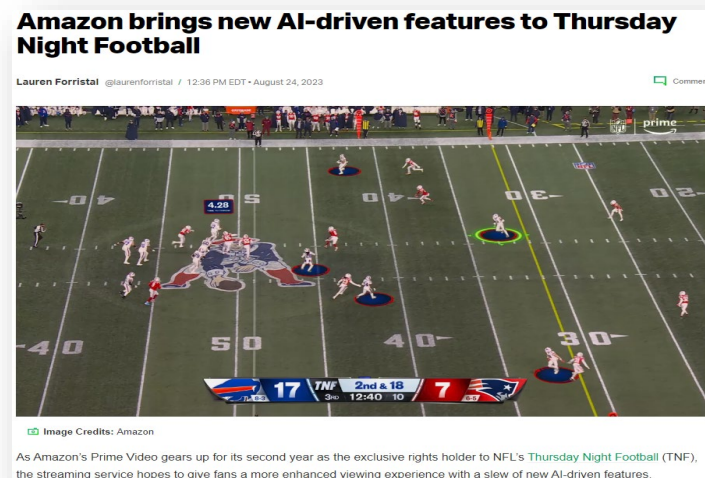 Amazon brings new AI-driven features to Thursday
Night Football
Lauren Forristal @laurenforristal / 12:36 PM EDT • August 24, 2023
Commen
NFL prime
4.28
40 50 40 30 20
40 50 40 30
17 TNF 2nd & 18 7
3RD 12:40 10 6-5
Image Credits: Amazon
As Amazon's Prime Video gears up for its second year as the exclusive rights holder to NFL's Thursday Night Football (TNF),
the streaming service hopes to give fans a more enhanced viewing experience with a slew of new AI-driven features.